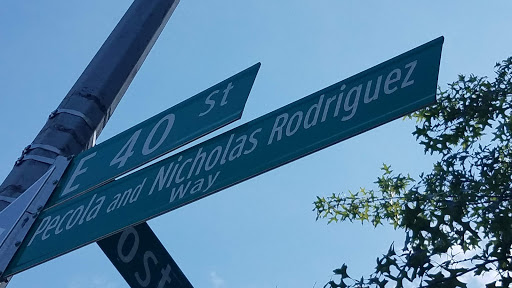 E 40 St
Pecola and Nicholas Rodriguez
Way